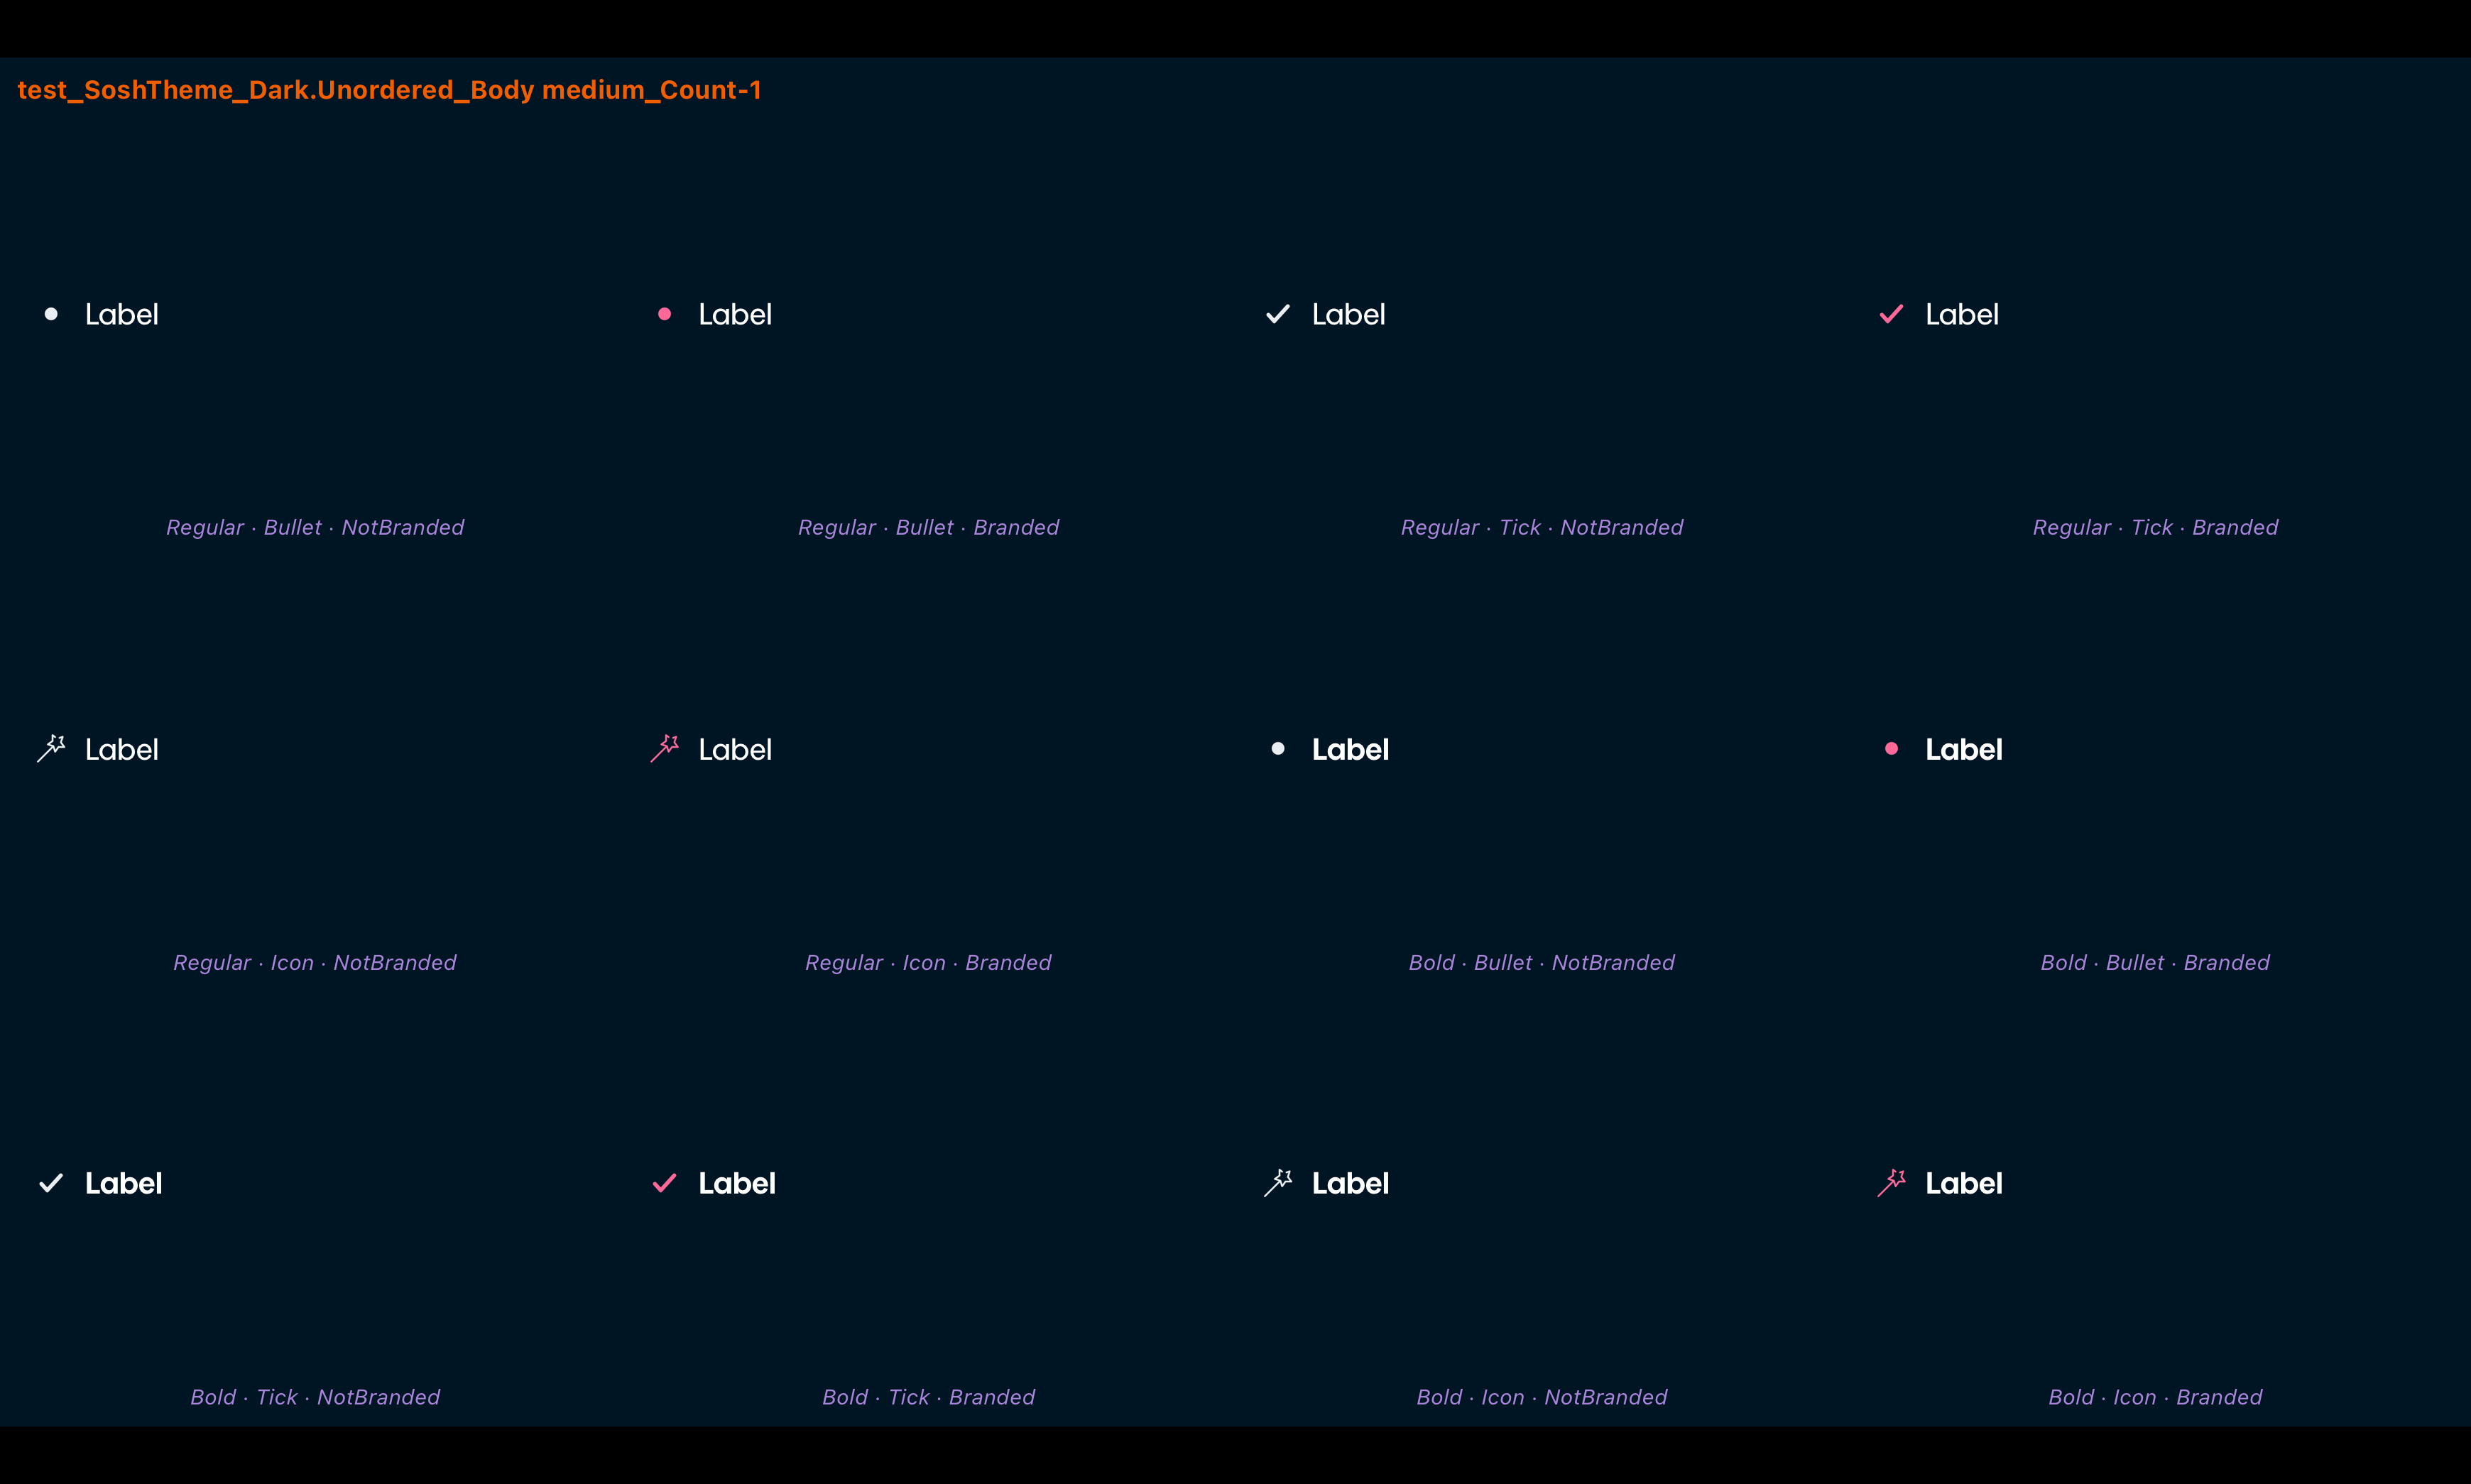 test_SoshTheme_Dark.Unordered_Body medium_Count-1
Label
Label
Label
Label
Regular · Bullet · NotBranded
Regular · Bullet · Branded
Regular · Tick · NotBranded
Regular · Tick · Branded
Label
Label
Label
Label
Regular · Icon · NotBranded
Regular · Icon · Branded
Bold · Bullet · NotBranded
Bold · Bullet · Branded
Label
Label
Label
Label
Bold · Tick · NotBranded
Bold · Tick · Branded
Bold · Icon · NotBranded
Bold · Icon · Branded